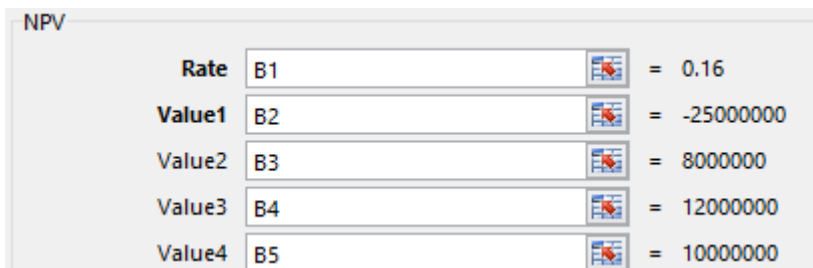 NPV
Rate B1 = 0.16
Value1 B2 = -25000000
Value2 B3 = 8000000
Value3 B4 = 12000000
Value4 B5 = 10000000